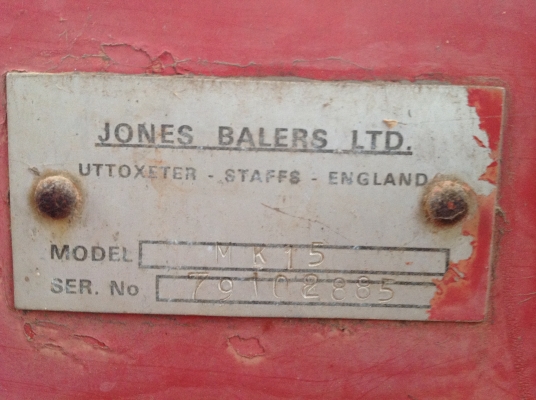 JONES BALERS LTD.
UTTOXETER - STAFFS - ENGLAND
MODEL MK15
SER. No 79102885